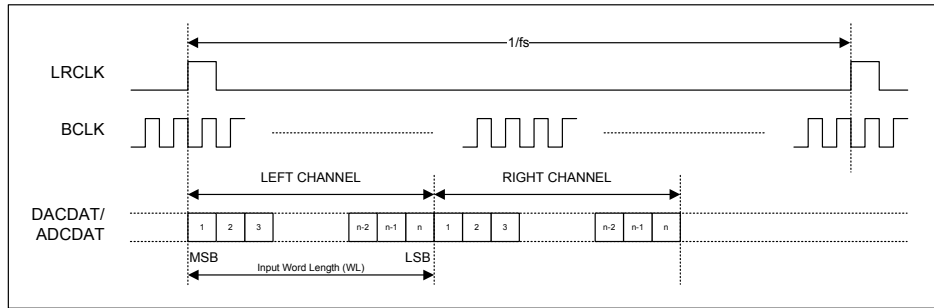 1/fs
LRCLK
BCLK
LEFT CHANNEL RIGHT CHANNEL
DACDAT/
ADCDAT
1 2 3 n-2 n-1 n 1 2 3 n-2 n-1 n
MSB LSB
Input Word Length (WL)